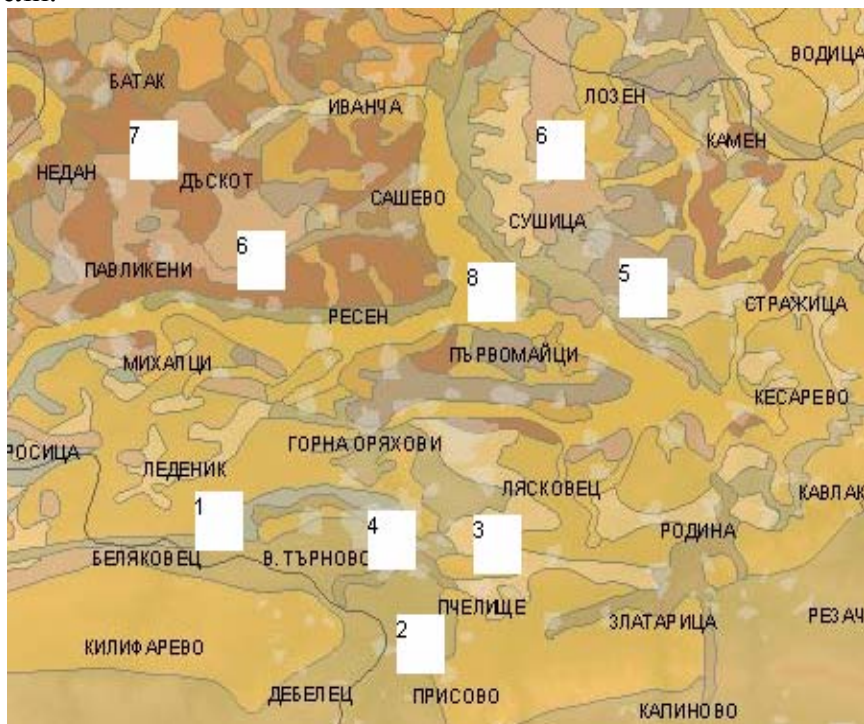 ВОДИЦА
БАТАК
ЛОЗЕН
ИВАНЧА
7
6
КАМЕН
НЕДАН
ДЪСКОТ
САШЕВО
СУШИЦА
6
ПАВЛИКЕНИ
8
5
СТРАЖИЦА
РЕСЕН
МИХАЛЦИ
ПЪРВОМАЙЦИ
КЕСАРЕВО
ГОРНА ОРЯХОВИ
РОСИЦА
ЛЕДЕНИК
ЛЯСКОВЕЦ
КАВЛАК
1
4
3
РОДИНА
БЕЛЯКОВЕЦ
В. ТЪРНОВО
ПЧЕЛИЩЕ
ЗЛАТАРИЦА
РЕЗАЧ
2
КИЛИФАРЕВО
ДЕБЕЛЕЦ
ПРИСОВО
КАЛИНОВО